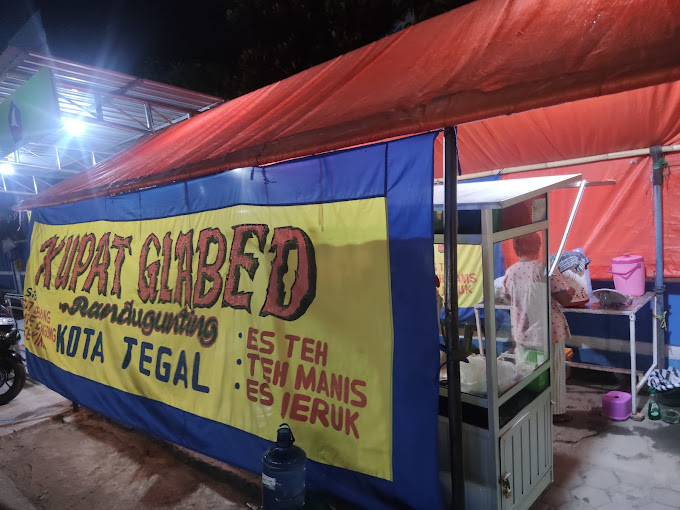 KUPAT GLABED
Randugunting
KOTA TEGAL
: ES TEH
: TEH MANIS
: ES JERUK